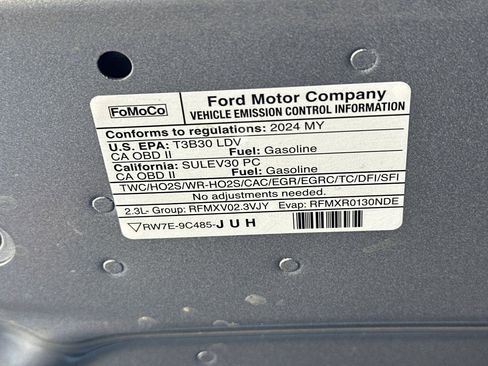 FoMoCo
Ford Motor Company
VEHICLE EMISSION CONTROL INFORMATION
Conforms to regulations: 2024 MY
U.S. EPA: T3B30 LDV
CA OBD II Fuel: Gasoline
California: SULEV30 PC
CA OBD II Fuel: Gasoline
TWC/HO2S/WR-HO2S/CAC/EGR/EGRC/TC/DFI/SFI
No adjustments needed.
2.3L- Group: RFMXV02.3VJY Evap: RFMXR0130NDE
RW7E-9C485-JUH